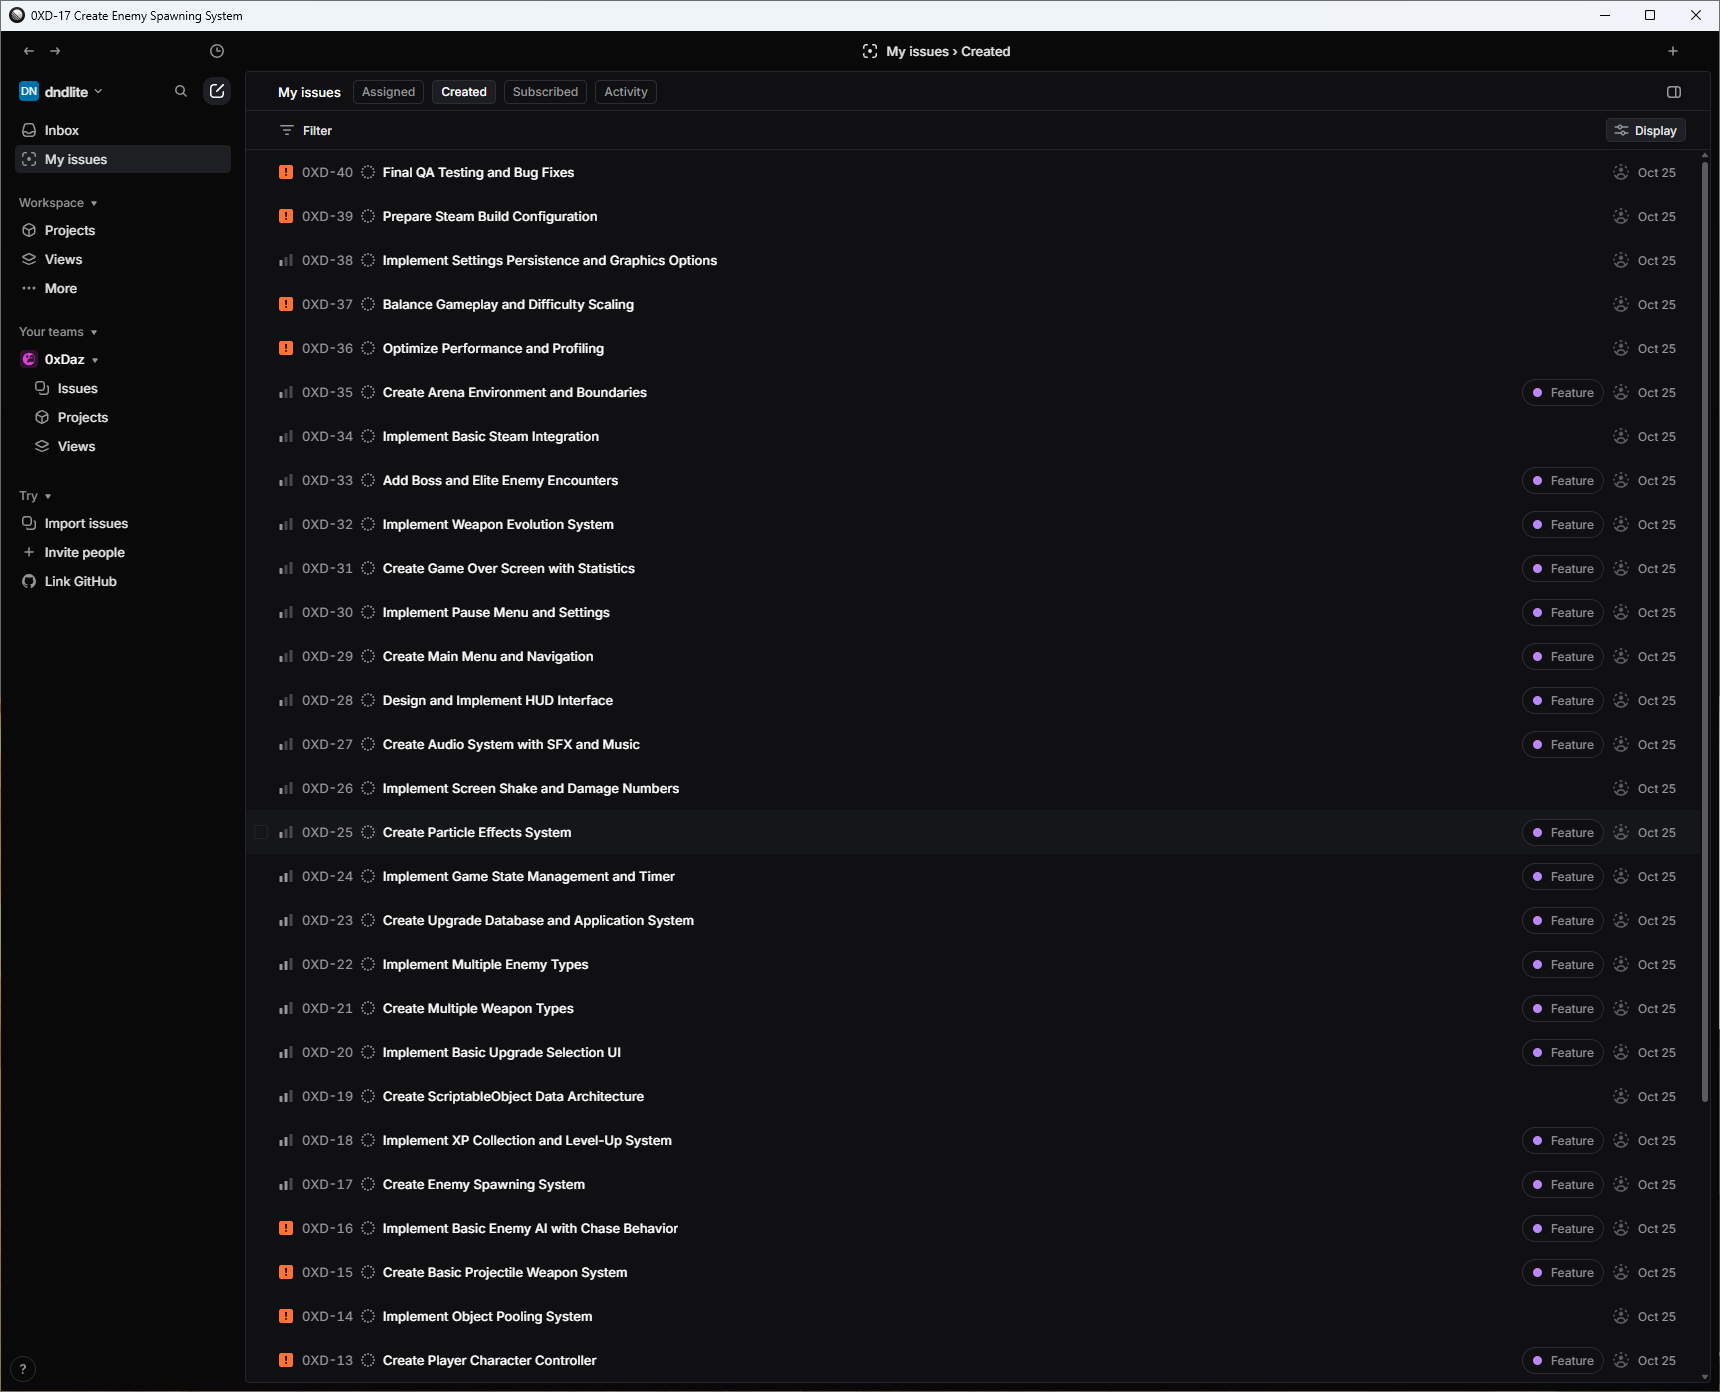 0XD-17 Create Enemy Spawning System
My issues › Created
DN dndlite
Inbox
My issues
Workspace
Projects
Views
More
Your teams
0xDaz
Issues
Projects
Views
Try
Import issues
Invite people
Link GitHub
?
My issues Assigned Created Subscribed Activity
Filter Display
0XD-40 Final QA Testing and Bug Fixes Oct 25
0XD-39 Prepare Steam Build Configuration Oct 25
0XD-38 Implement Settings Persistence and Graphics Options Oct 25
0XD-37 Balance Gameplay and Difficulty Scaling Oct 25
0XD-36 Optimize Performance and Profiling Oct 25
0XD-35 Create Arena Environment and Boundaries Feature Oct 25
0XD-34 Implement Basic Steam Integration Oct 25
0XD-33 Add Boss and Elite Enemy Encounters Feature Oct 25
0XD-32 Implement Weapon Evolution System Feature Oct 25
0XD-31 Create Game Over Screen with Statistics Feature Oct 25
0XD-30 Implement Pause Menu and Settings Feature Oct 25
0XD-29 Create Main Menu and Navigation Feature Oct 25
0XD-28 Design and Implement HUD Interface Feature Oct 25
0XD-27 Create Audio System with SFX and Music Feature Oct 25
0XD-26 Implement Screen Shake and Damage Numbers Oct 25
0XD-25 Create Particle Effects System Feature Oct 25
0XD-24 Implement Game State Management and Timer Feature Oct 25
0XD-23 Create Upgrade Database and Application System Feature Oct 25
0XD-22 Implement Multiple Enemy Types Feature Oct 25
0XD-21 Create Multiple Weapon Types Feature Oct 25
0XD-20 Implement Basic Upgrade Selection UI Feature Oct 25
0XD-19 Create ScriptableObject Data Architecture Oct 25
0XD-18 Implement XP Collection and Level-Up System Feature Oct 25
0XD-17 Create Enemy Spawning System Feature Oct 25
0XD-16 Implement Basic Enemy AI with Chase Behavior Feature Oct 25
0XD-15 Create Basic Projectile Weapon System Feature Oct 25
0XD-14 Implement Object Pooling System Oct 25
0XD-13 Create Player Character Controller Feature Oct 25